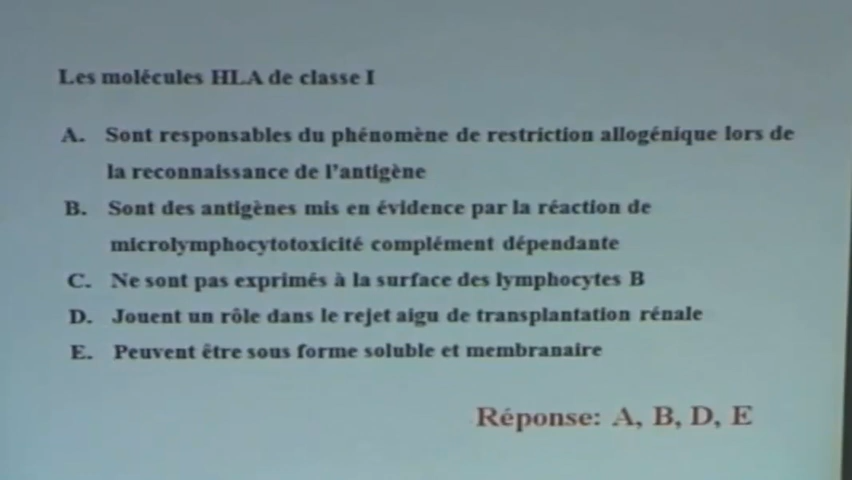 Les molécules HLA de classe I
A. Sont responsables du phénomène de restriction allogénique lors de
la reconnaissance de l'antigène
B. Sont des antigènes mis en évidence par la réaction de
microlymphocytotoxicité complément dépendante
C. Ne sont pas exprimés à la surface des lymphocytes B
D. Jouent un rôle dans le rejet aigu de transplantation rénale
E. Peuvent être sous forme soluble et membranaire
Réponse: A, B, D, E